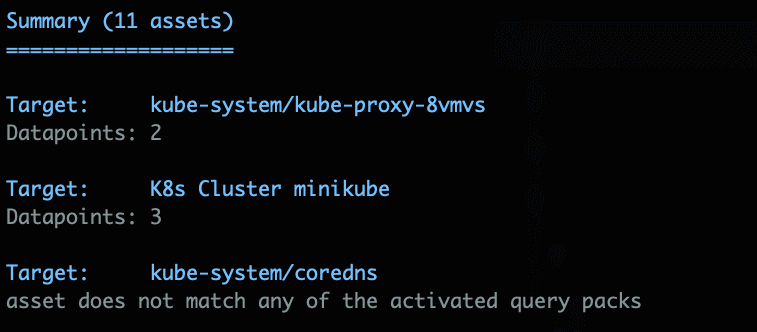 Summary (11 assets)
===================
Target:     kube-system/kube-proxy-8vmvs
Datapoints: 2
Target:     K8s Cluster minikube
Datapoints: 3
Target:     kube-system/coredns
asset does not match any of the activated query packs